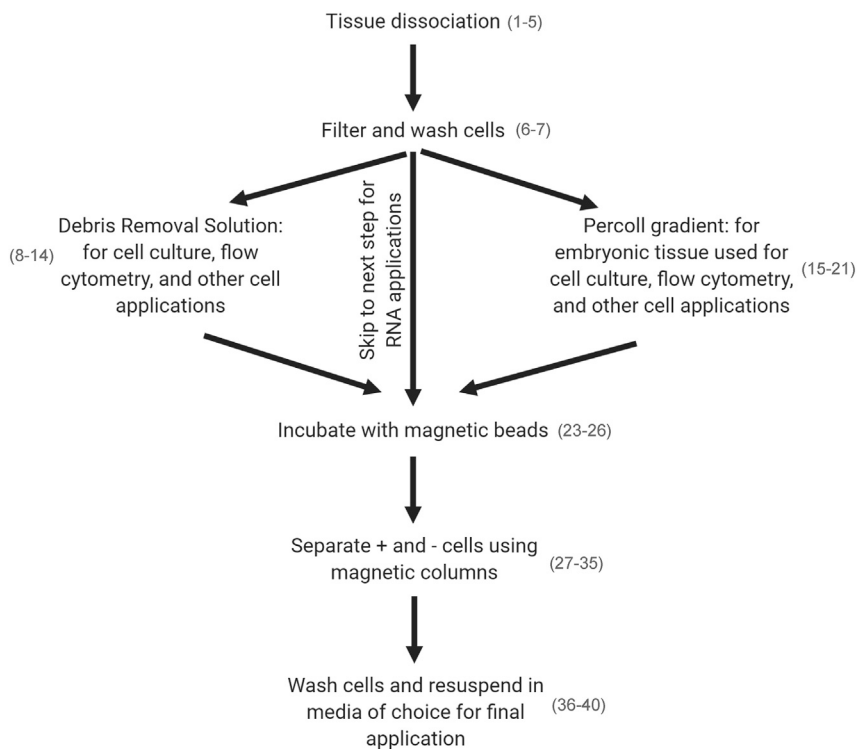 Tissue dissociation (1-5)
Filter and wash cells (6-7)
(8-14)
Debris Removal Solution:
for cell culture, flow
cytometry, and other cell
applications
Skip to next step for
RNA applications
Percoll gradient: for
embryonic tissue used for
cell culture, flow cytometry,
and other cell applications
(15-21)
Incubate with magnetic beads (23-26)
Separate + and - cells using
magnetic columns
(27-35)
Wash cells and resuspend in
media of choice for final
application
(36-40)